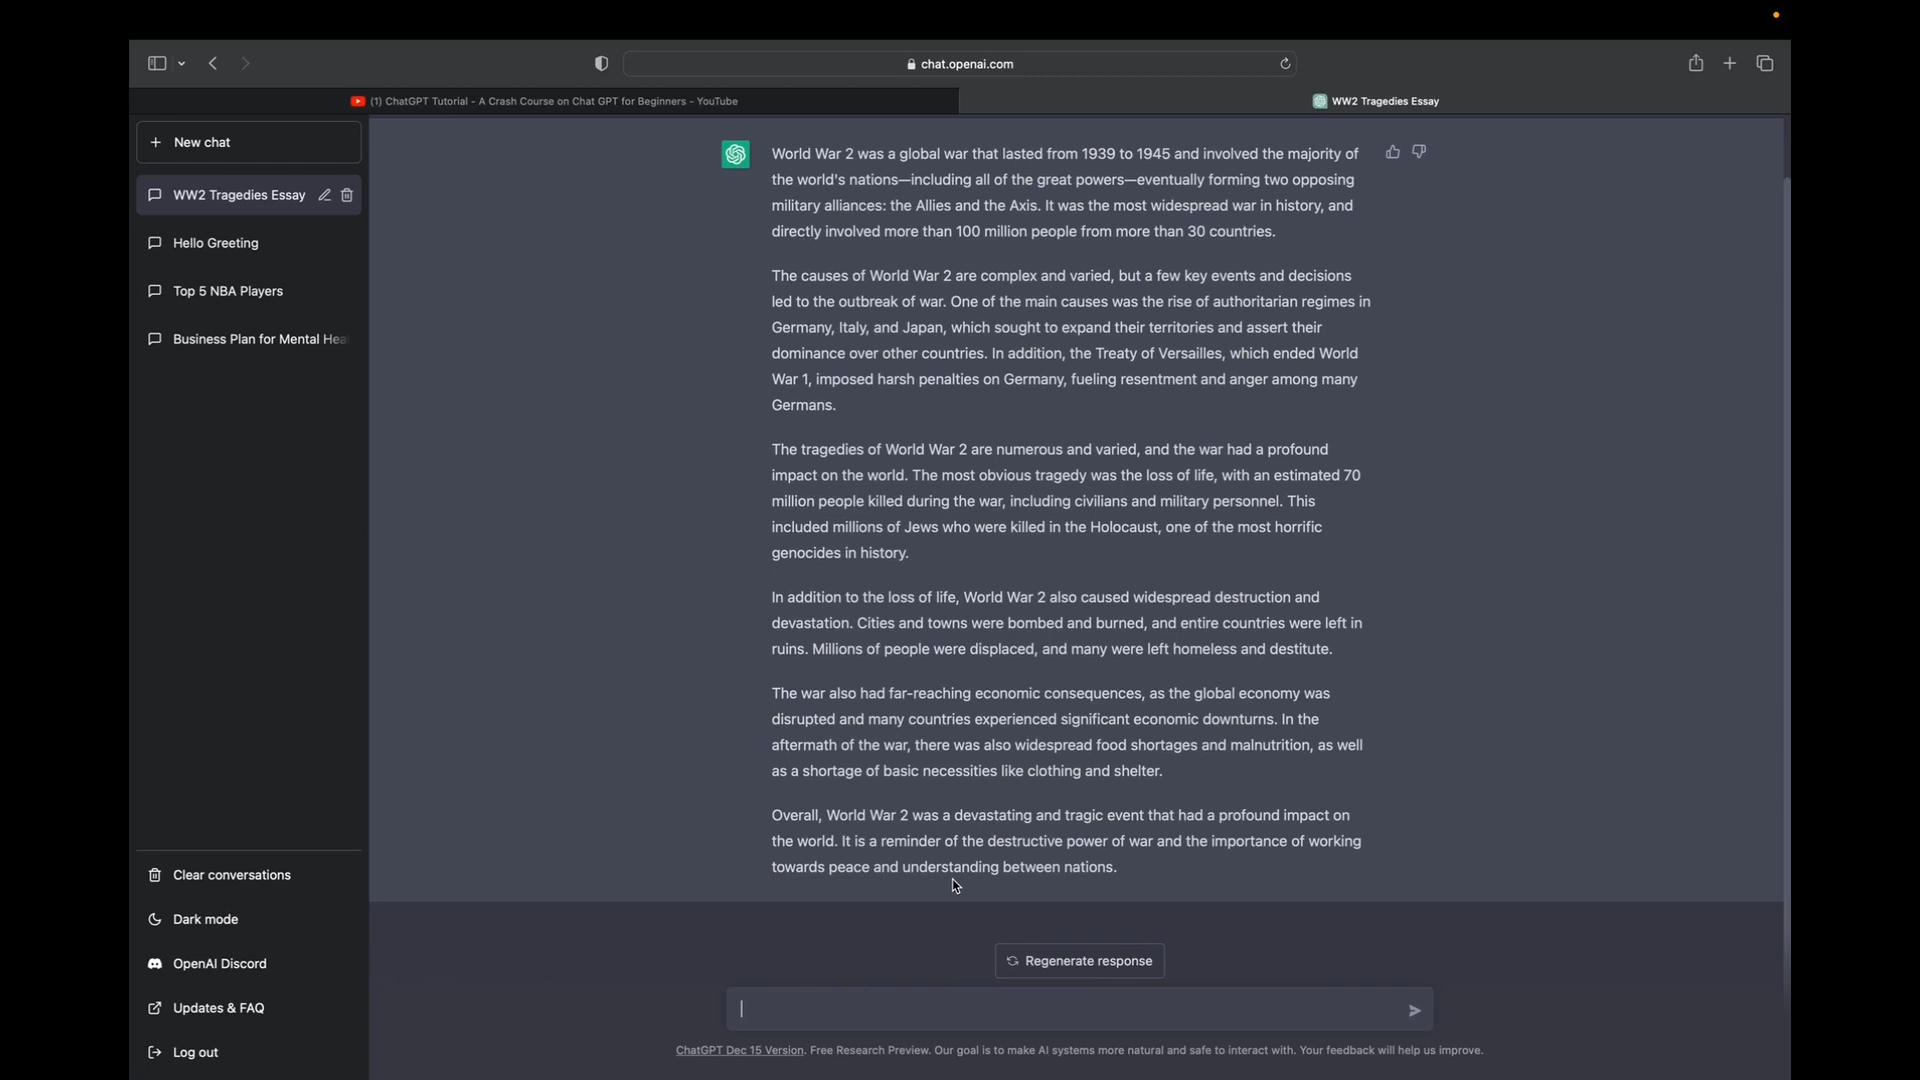 chat.openai.com
(1) ChatGPT Tutorial - A Crash Course on Chat GPT for Beginners - YouTube
WW2 Tragedies Essay
New chat
WW2 Tragedies Essay
Hello Greeting
Top 5 NBA Players
Business Plan for Mental Hea
Clear conversations
Dark mode
OpenAI Discord
Updates & FAQ
Log out
World War 2 was a global war that lasted from 1939 to 1945 and involved the majority of
the world's nations—including all of the great powers—eventually forming two opposing
military alliances: the Allies and the Axis. It was the most widespread war in history, and
directly involved more than 100 million people from more than 30 countries.
The causes of World War 2 are complex and varied, but a few key events and decisions
led to the outbreak of war. One of the main causes was the rise of authoritarian regimes in
Germany, Italy, and Japan, which sought to expand their territories and assert their
dominance over other countries. In addition, the Treaty of Versailles, which ended World
War 1, imposed harsh penalties on Germany, fueling resentment and anger among many
Germans.
The tragedies of World War 2 are numerous and varied, and the war had a profound
impact on the world. The most obvious tragedy was the loss of life, with an estimated 70
million people killed during the war, including civilians and military personnel. This
included millions of Jews who were killed in the Holocaust, one of the most horrific
genocides in history.
In addition to the loss of life, World War 2 also caused widespread destruction and
devastation. Cities and towns were bombed and burned, and entire countries were left in
ruins. Millions of people were displaced, and many were left homeless and destitute.
The war also had far-reaching economic consequences, as the global economy was
disrupted and many countries experienced significant economic downturns. In the
aftermath of the war, there was also widespread food shortages and malnutrition, as well
as a shortage of basic necessities like clothing and shelter.
Overall, World War 2 was a devastating and tragic event that had a profound impact on
the world. It is a reminder of the destructive power of war and the importance of working
towards peace and understanding between nations.
Regenerate response
ChatGPT Dec 15 Version. Free Research Preview. Our goal is to make AI systems more natural and safe to interact with. Your feedback will help us improve.